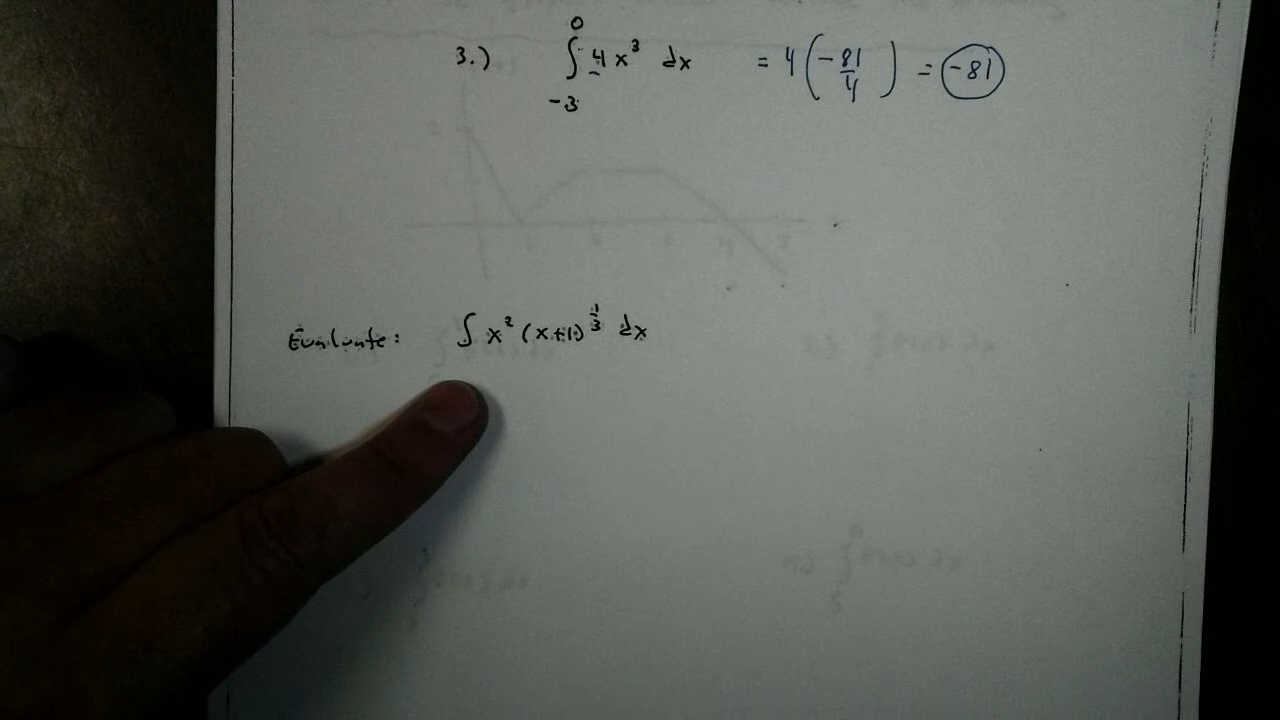 3.) ∫₋₃⁰ 4x³ dx = 4(-81/4) = -81
Evaluate: ∫ x² (x+1)^(1/3) dx